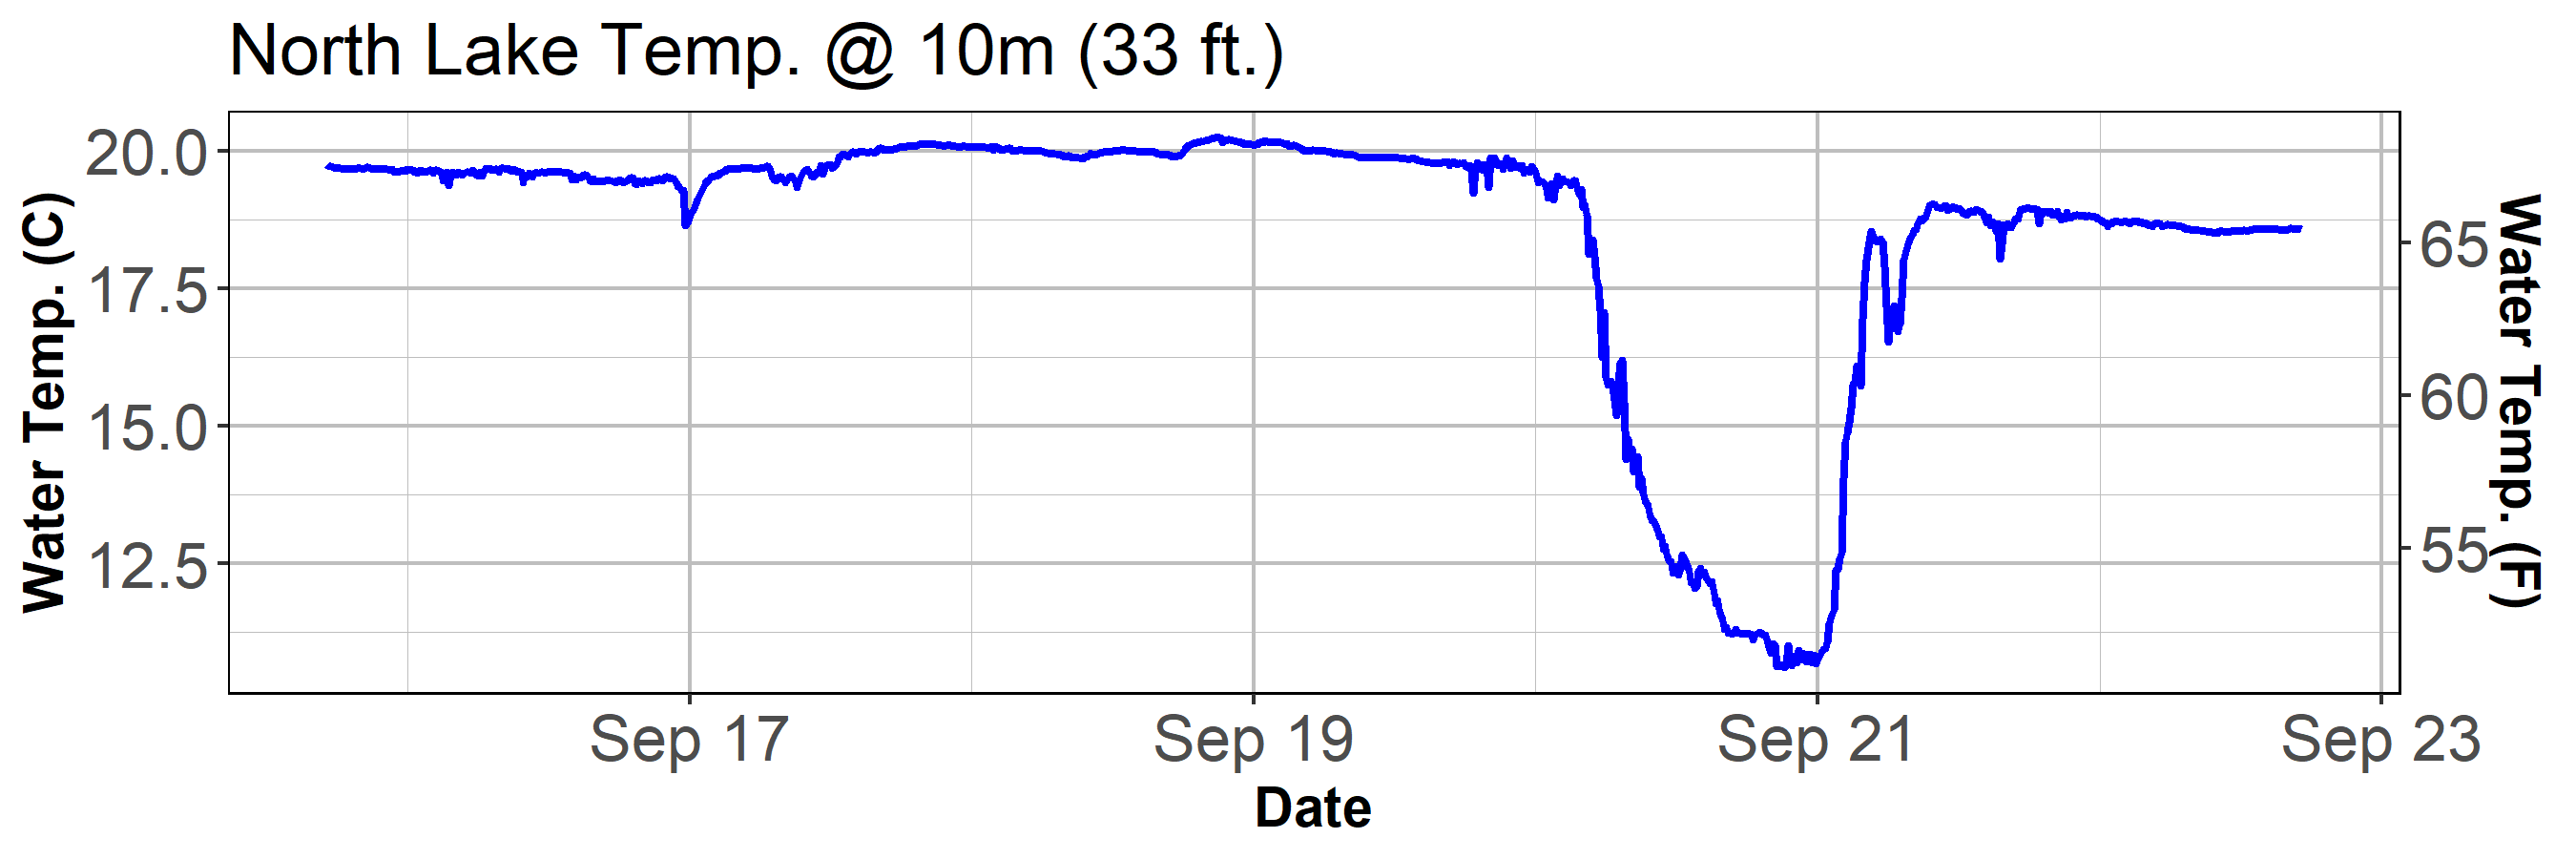 North Lake Temp. @ 10m (33 ft.)
Water Temp. (C)
20.0
17.5
15.0
12.5
65
60
55
Water Temp. (F)
Sep 17
Sep 19
Sep 21
Sep 23
Date